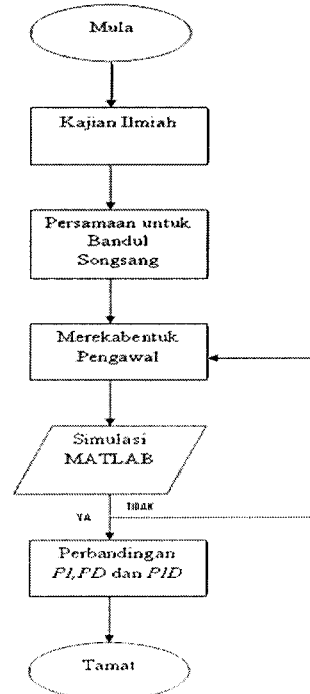 Mula
Kajian Ilmiah
Persamaan untuk
Bandul
Songsang
Merekabentuk
Pengawal
Simulasi
MATLAB
TIDAK
YA
Perbandingan
PI,PD dan PID
Tamat